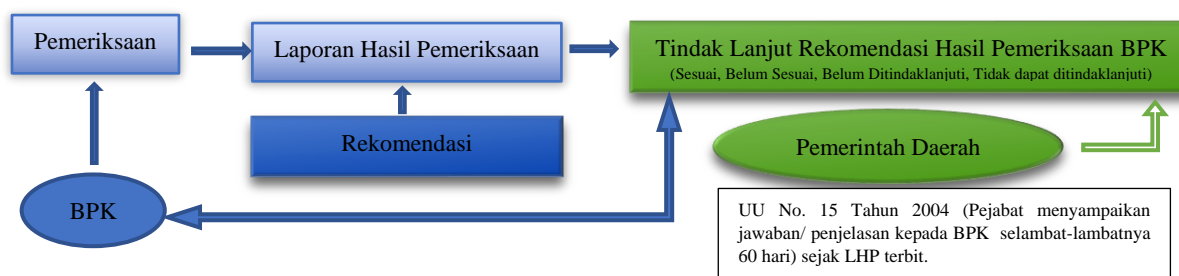 Pemeriksaan
Laporan Hasil Pemeriksaan
Tindak Lanjut Rekomendasi Hasil Pemeriksaan BPK
(Sesuai, Belum Sesuai, Belum Ditindaklanjuti, Tidak dapat ditindaklanjuti)
Rekomendasi
Pemerintah Daerah
BPK
UU No. 15 Tahun 2004 (Pejabat menyampaikan
jawaban/ penjelasan kepada BPK selambat-lambatnya
60 hari) sejak LHP terbit.